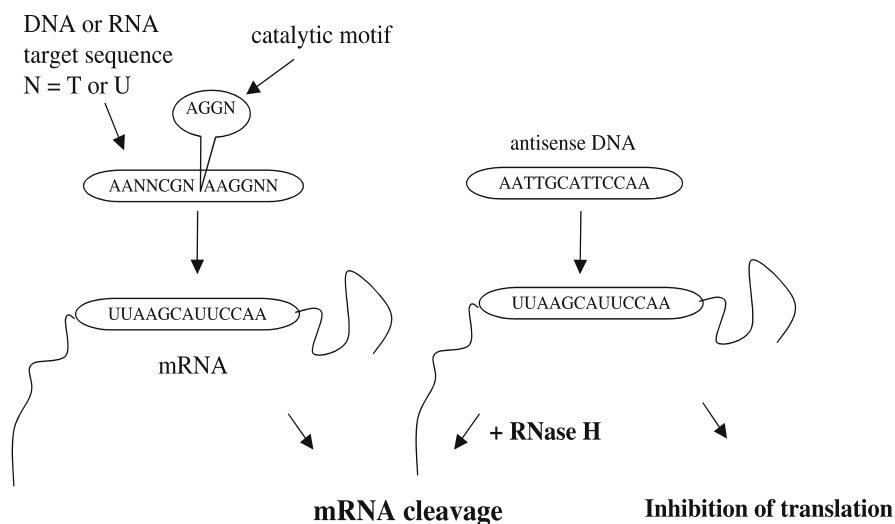 DNA or RNA
target sequence
N = T or U
catalytic motif
AGGN
AANNCGN AAGGNN
UUAAGCAUUCCAA
mRNA
antisense DNA
AATTGCATTCCAA
UUAAGCAUUCCAA
+ RNase H
mRNA cleavage
Inhibition of translation